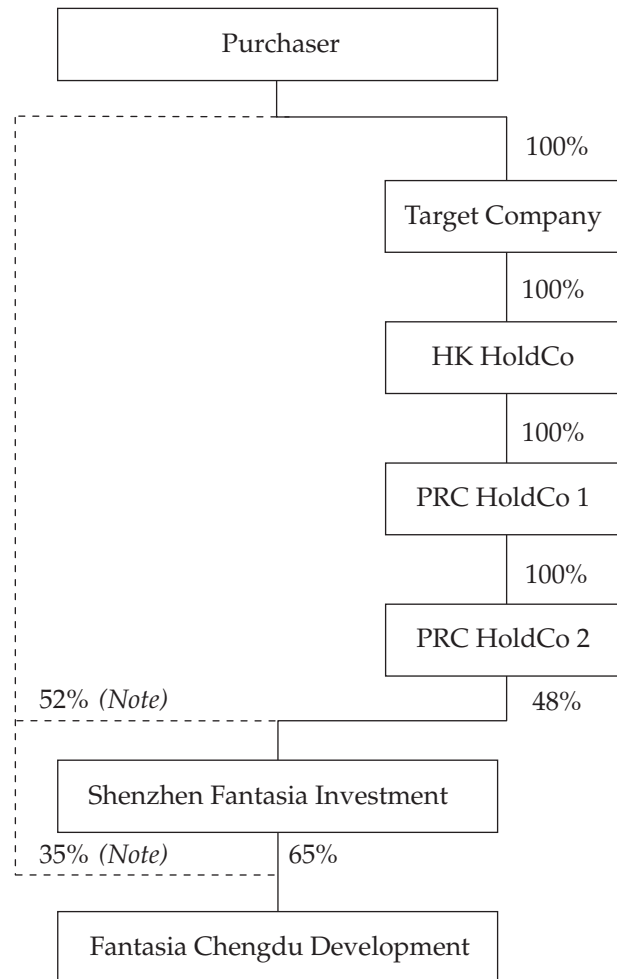 Purchaser
100%
Target Company
100%
HK HoldCo
100%
PRC HoldCo 1
100%
PRC HoldCo 2
52% (Note)
48%
Shenzhen Fantasia Investment
35% (Note)
65%
Fantasia Chengdu Development